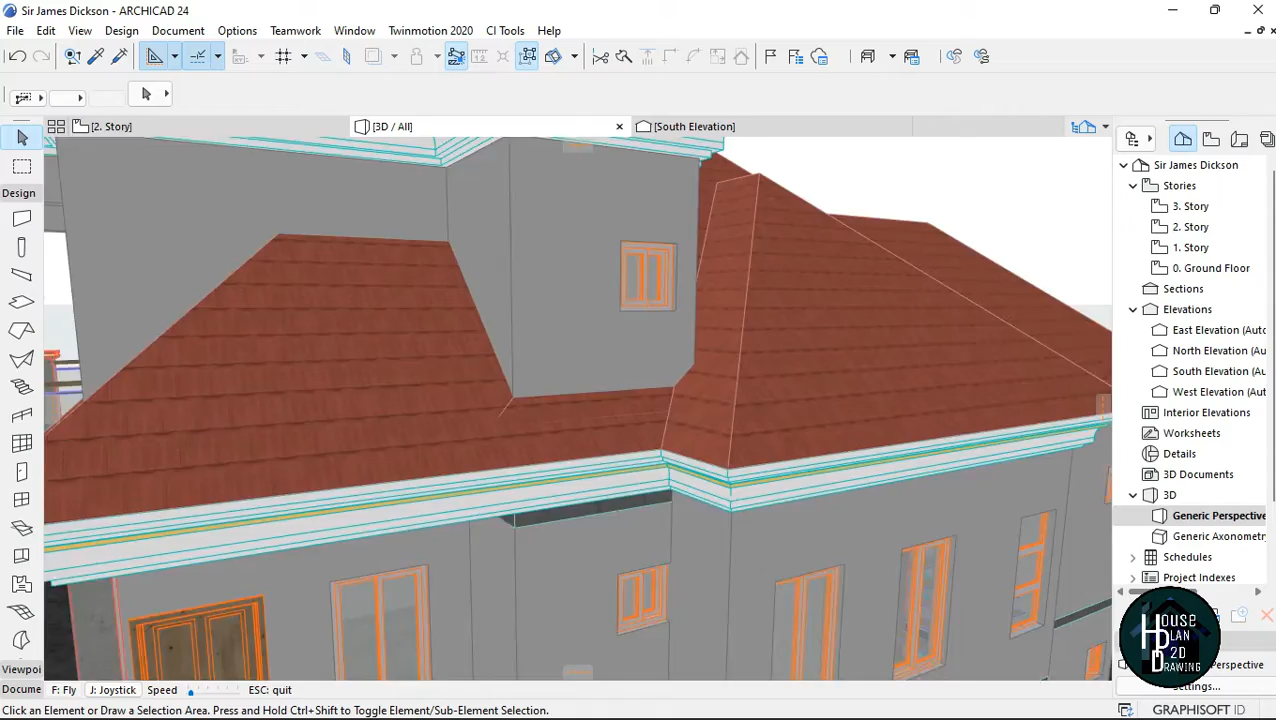 Sir James Dickson - ARCHICAD 24
File Edit View Design Document Options Teamwork Window Twinmotion 2020 CI Tools Help
[2. Story] [3D / All] [South Elevation]
Design
Viewpoi
Docume
Sir James Dickson
Stories
3. Story
2. Story
1. Story
0. Ground Floor
Sections
Elevations
East Elevation (Auto
North Elevation (Au
South Elevation (Au
West Elevation (Aut
Interior Elevations
Worksheets
Details
3D Documents
3D
Generic Perspective
Generic Axonometr
Schedules
Project Indexes
HOUSE
PLAN
2D
DRAWING
Perspective
Settings...
F: Fly J: Joystick Speed ESC: quit
Click an Element or Draw a Selection Area. Press and Hold Ctrl+Shift to Toggle Element/Sub-Element Selection.
GRAPHISOFT ID